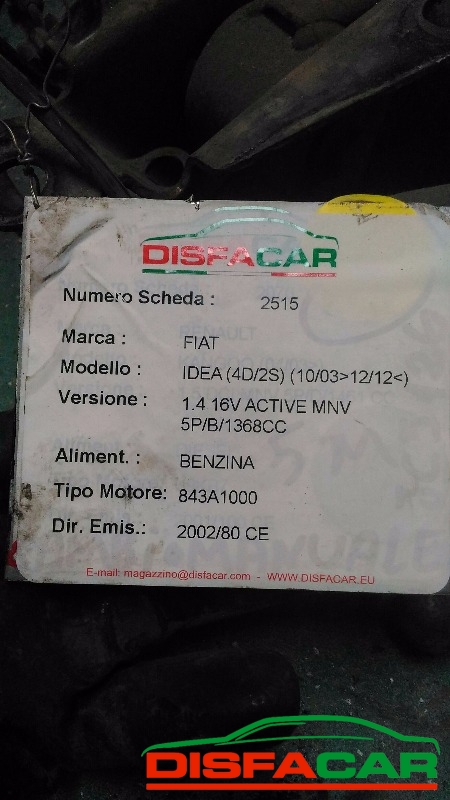 DISFACAR
Numero Scheda : 2515
Marca : FIAT
Modello : IDEA (4D/2S) (10/03>12/12<)
Versione : 1.4 16V ACTIVE MNV
5P/B/1368CC
Aliment. : BENZINA
Tipo Motore: 843A1000
Dir. Emis.: 2002/80 CE
E-mail: magazzino@disfacar.com - WWW.DISFACAR.EU
DISFACAR